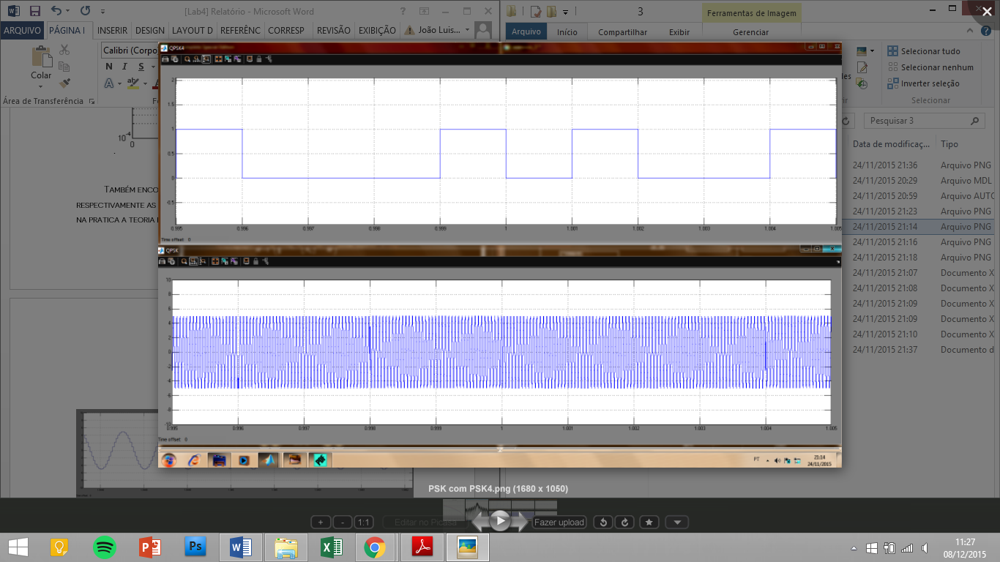 [Lab4] Relatório - Microsoft Word
3
Ferramentas de Imagem
ARQUIVO
PÁGINA I
INSERIR
DESIGN
LAYOUT D
REFERÊNC
CORRESP
REVISÃO
EXIBIÇÃO
João Luis...
Arquivo
Início
Compartilhar
Exibir
Gerenciar
Calibri (Corpo
Colar
N I S
Área de Transferência
Selecionar tudo
Selecionar nenhum
Inverter seleção
Selecionar
Pesquisar 3
10-4
0
TAMBÉM ENCO
RESPECTIVAMENTE AS
NA PRATICA A TEORIA
Data de modificaç...
Tipo
24/11/2015 21:36 Arquivo PNG
24/11/2015 20:29 Arquivo MDL
24/11/2015 20:59 Arquivo AUTO
24/11/2015 21:23 Arquivo PNG
24/11/2015 21:14 Arquivo PNG
24/11/2015 21:16 Arquivo PNG
24/11/2015 21:18 Arquivo PNG
24/11/2015 21:07 Documento X
24/11/2015 21:08 Documento X
24/11/2015 21:09 Documento X
24/11/2015 21:09 Documento X
24/11/2015 21:10 Documento X
24/11/2015 21:37 Documento d
QPSK4
2
1.5
1
0.5
0
-0.5
0.995 0.996 0.997 0.998 0.999 1 1.001 1.002 1.003 1.004 1.005
Time offset: 0
QPSK
10
8
6
4
2
0
-2
-4
-6
-8
-10
0.995 0.996 0.997 0.998 0.999 1 1.001 1.002 1.003 1.004 1.005
Time offset: 0
PT
21:14
24/11/2015
PSK com PSK4.png (1680 x 1050)
+
-
1:1
Editar no Picasa
Fazer upload
11:27
08/12/2015